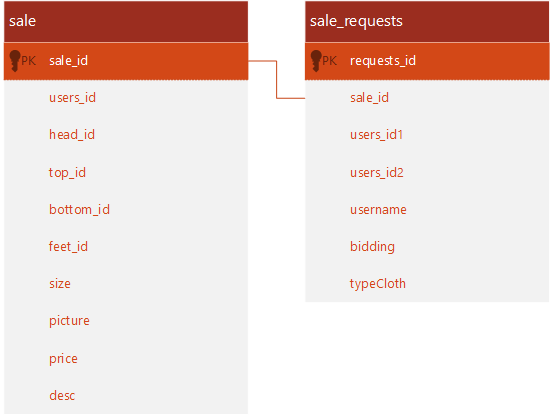 sale
PK sale_id
users_id
head_id
top_id
bottom_id
feet_id
size
picture
price
desc
sale_requests
PK requests_id
sale_id
users_id1
users_id2
username
bidding
typeCloth